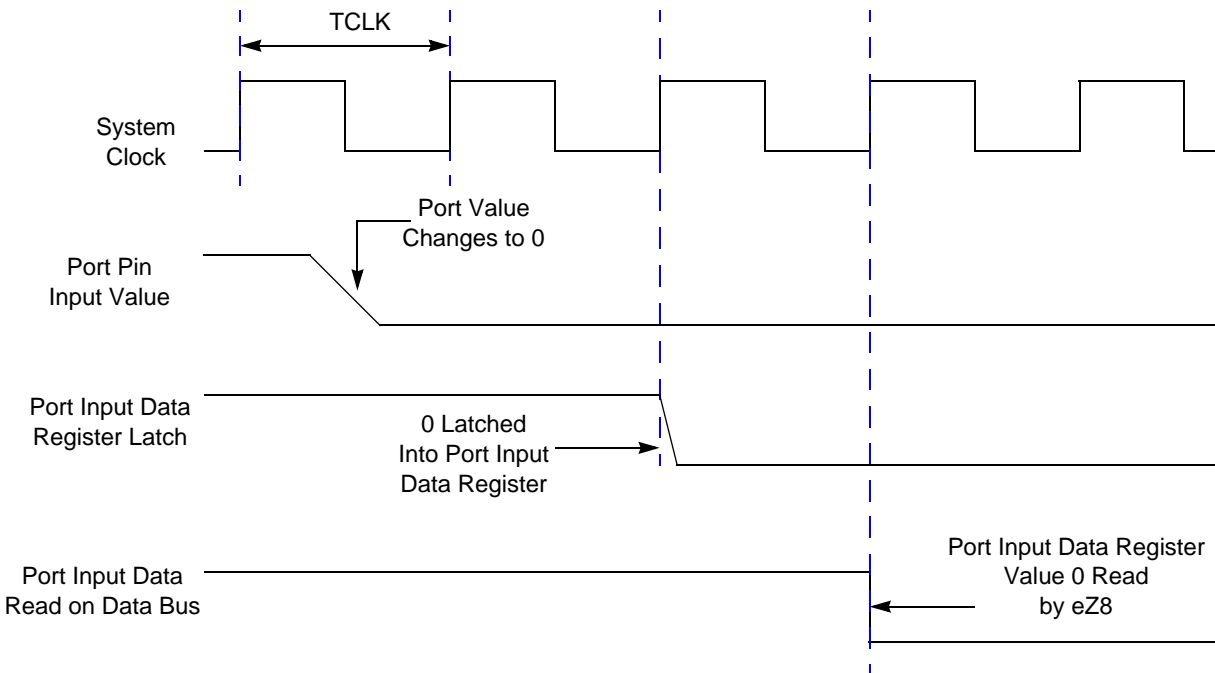 TCLK
System
Clock
Port Value
Changes to 0
Port Pin
Input Value
Port Input Data
Register Latch
0 Latched
Into Port Input
Data Register
Port Input Data
Read on Data Bus
Port Input Data Register
Value 0 Read
by eZ8